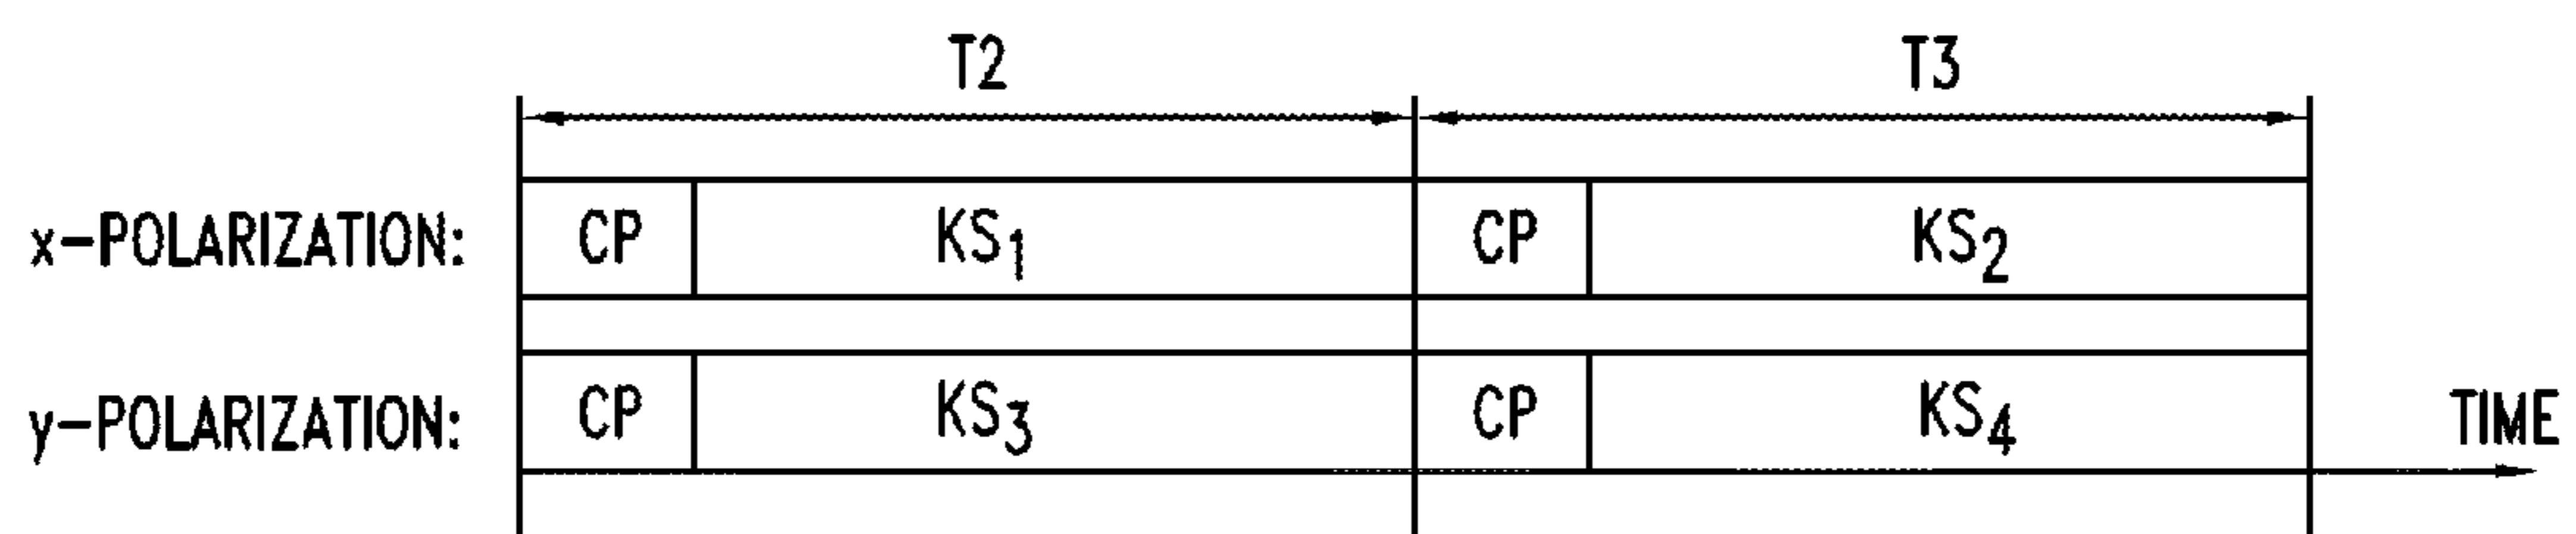 T2 T3
x-POLARIZATION: CP KS₁ CP KS₂
y-POLARIZATION: CP KS₃ CP KS₄ TIME